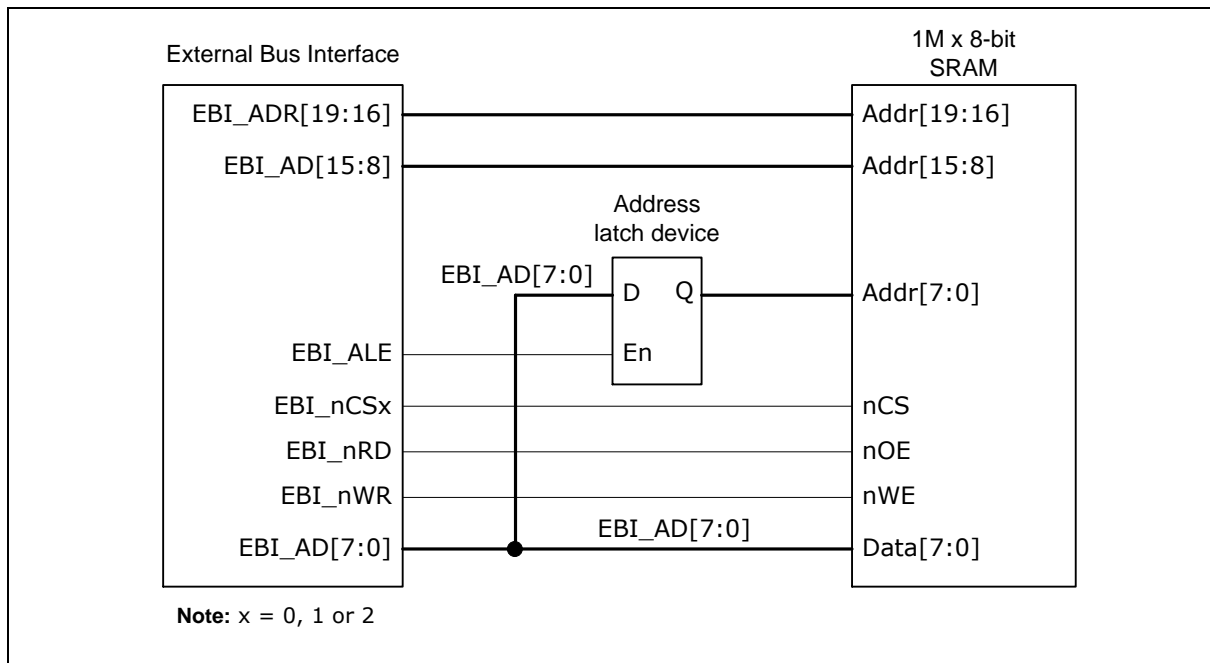 External Bus Interface
1M x 8-bit
SRAM
EBI_ADR[19:16]
Addr[19:16]
EBI_AD[15:8]
Addr[15:8]
Address
latch device
EBI_AD[7:0]
D
Q
Addr[7:0]
EBI_ALE
En
EBI_nCSx
nCS
EBI_nRD
nOE
EBI_nWR
nWE
EBI_AD[7:0]
EBI_AD[7:0]
Data[7:0]
Note: x = 0, 1 or 2